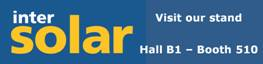 inter
solar
Visit our stand
Hall B1 – Booth 510